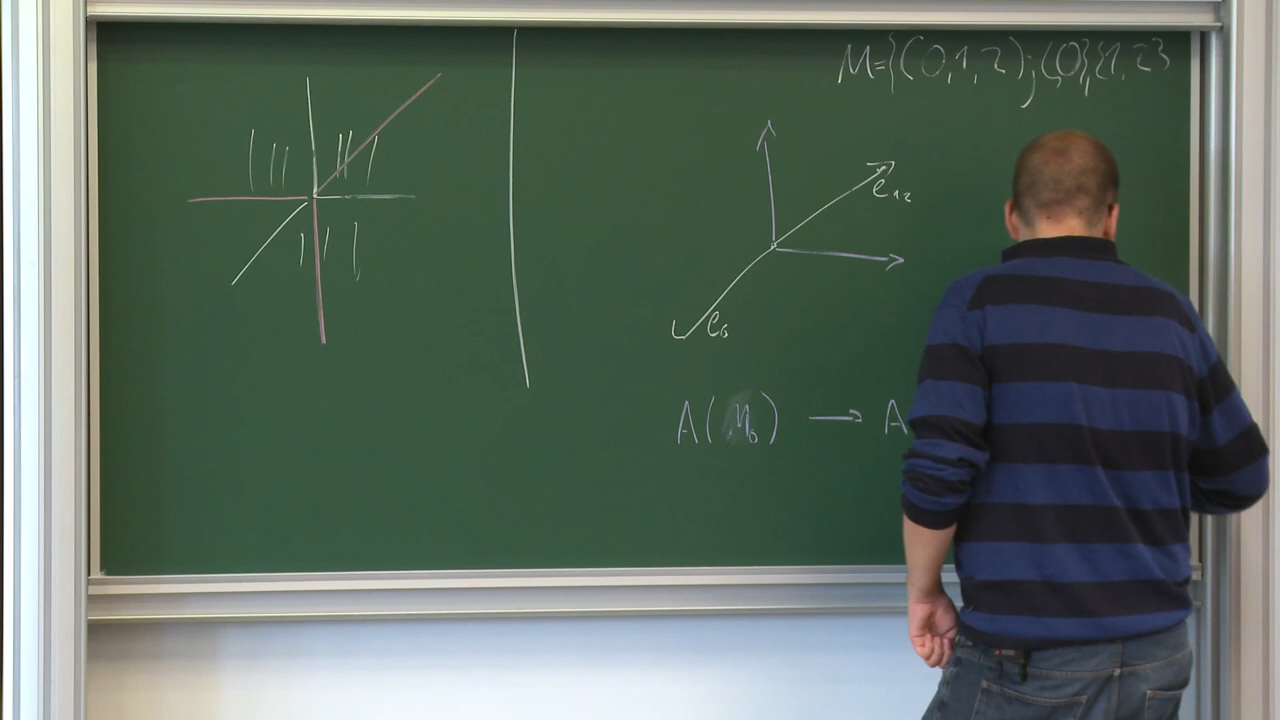 M={(0,1,2);(0},{1,2}
e₁₂
e₀
A(M₀) → A